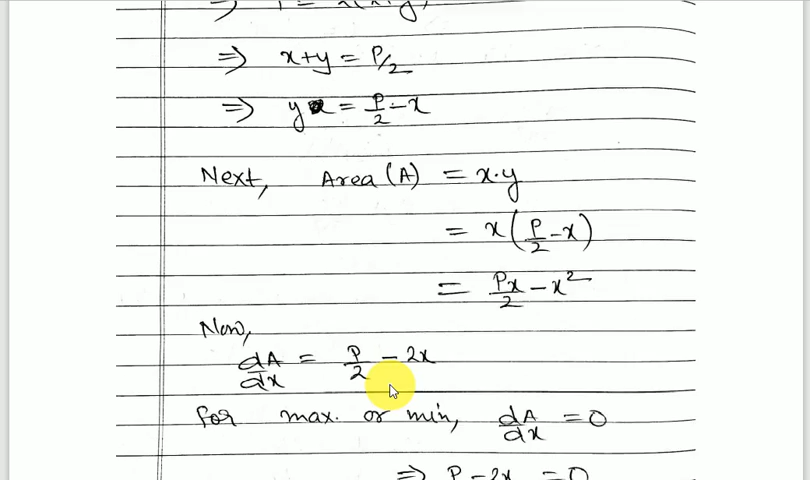 ⇒ x+y = P/2
⇒ y = P/2 - x
Next, Area (A) = x.y
= x(P/2 - x)
= Px/2 - x²
Now,
dA/dx = P/2 - 2x
For max. or min, dA/dx = 0
⇒ P - 2x = 0